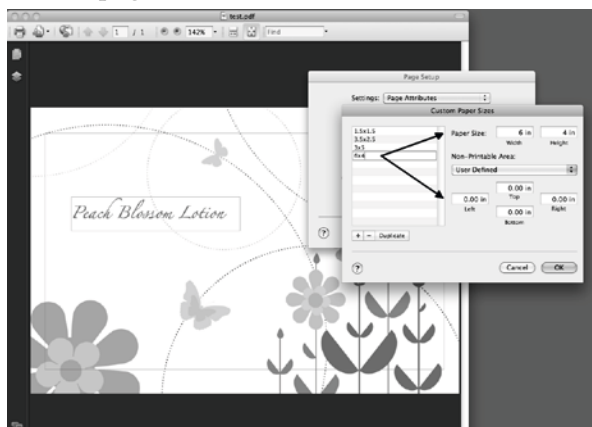 test.pdf
1 / 1 142% Find
Page Setup
Settings: Page Attributes
Custom Paper Sizes
1.5x1.5
3.5x2.5
3x5
6x4
Paper Size: 6 in 4 in
Width Height
Non-Printable Area:
User Defined
0.00 in
Top
0.00 in 0.00 in
Left Right
0.00 in
Bottom
+ − Duplicate
? 
? Cancel OK
Peach Blossom Lotion